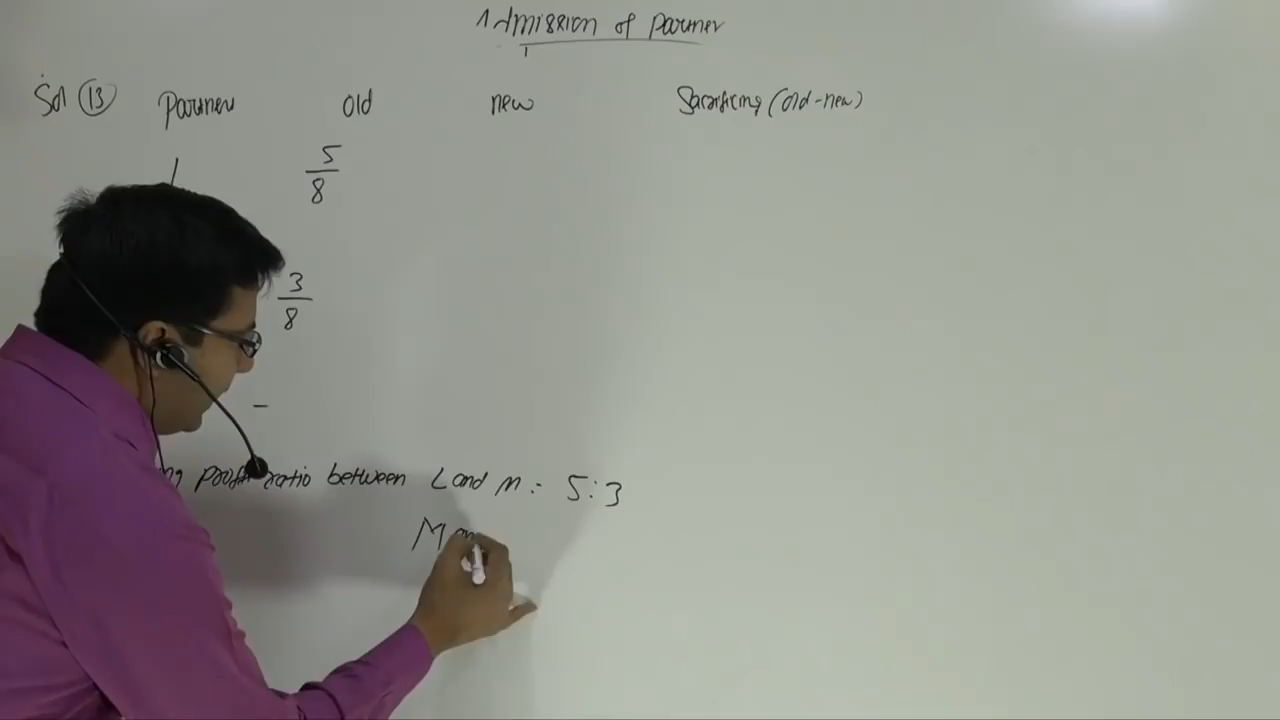 Admission of partner
Sol 13 Partners Old new Sacrificing (old-new)
5/8
3/8
-
profit ratio between L and M = 5:3
M